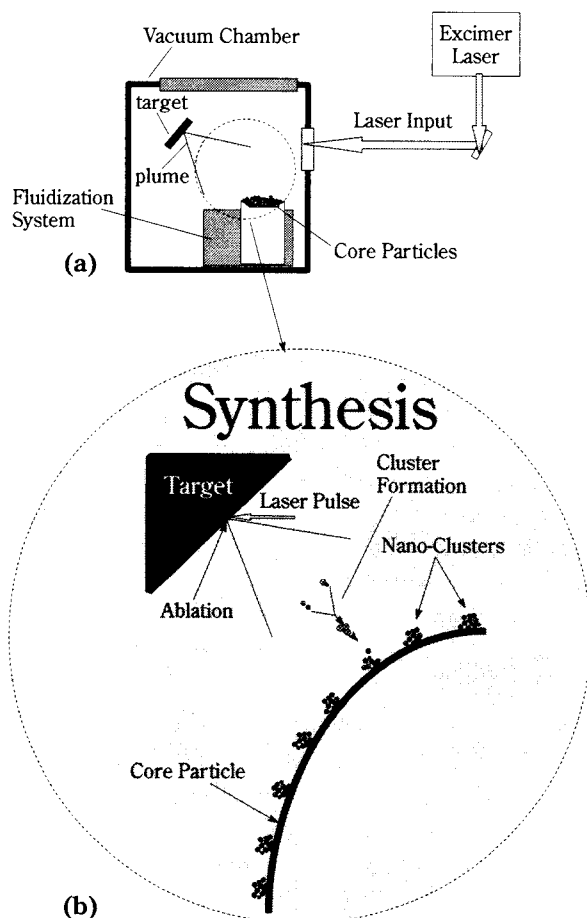 Vacuum Chamber
Excimer
Laser
target
Laser Input
plume
Fluidization
System
Core Particles
(a)
Synthesis
Target
Cluster
Formation
Laser Pulse
Nano-Clusters
Ablation
Core Particle
(b)